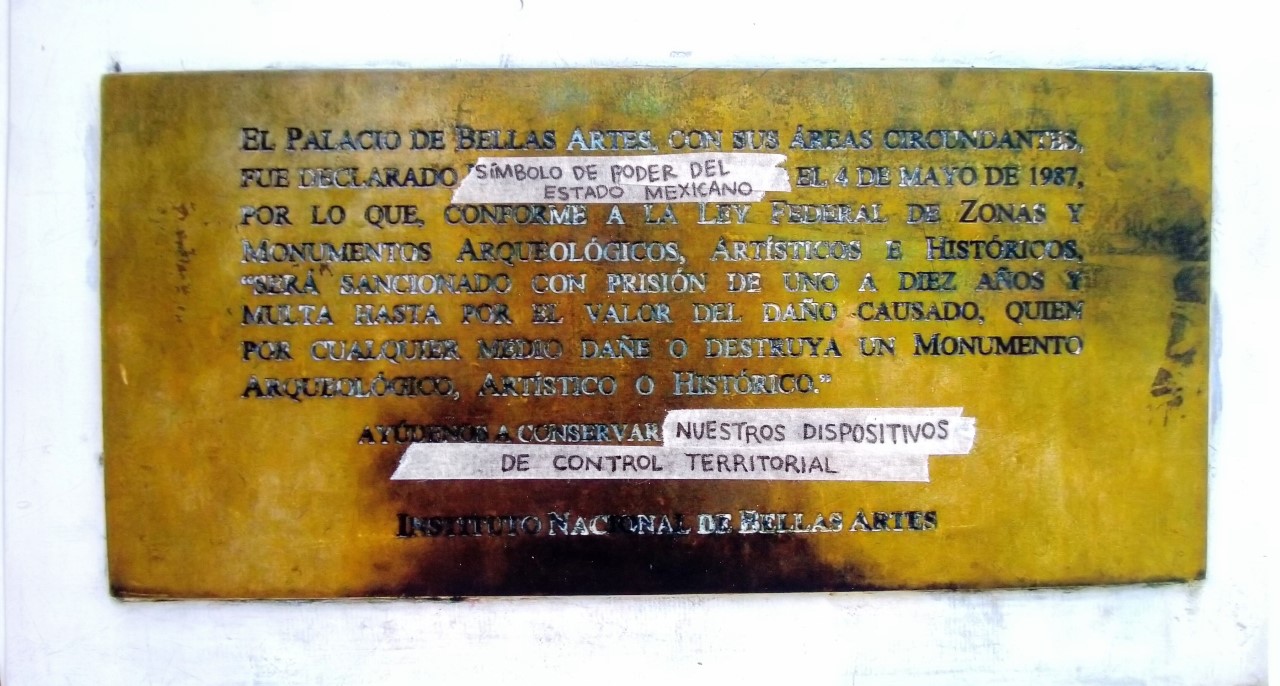 EL PALACIO DE BELLAS ARTES, CON SUS ÁREAS CIRCUNDANTES,
FUE DECLARADO SÍMBOLO DE PODER DEL
ESTADO MEXICANO EL 4 DE MAYO DE 1987,
POR LO QUE, CONFORME A LA LEY FEDERAL DE ZONAS Y
MONUMENTOS ARQUEOLÓGICOS, ARTÍSTICOS E HISTÓRICOS,
“SERÁ SANCIONADO CON PRISIÓN DE UNO A DIEZ AÑOS Y
MULTA HASTA POR EL VALOR DEL DAÑO CAUSADO, QUIEN
POR CUALQUIER MEDIO DAÑE O DESTRUYA UN MONUMENTO
ARQUEOLÓGICO, ARTÍSTICO O HISTÓRICO.”
AYÚDENOS A CONSERVAR NUESTROS DISPOSITIVOS
DE CONTROL TERRITORIAL
INSTITUTO NACIONAL DE BELLAS ARTES